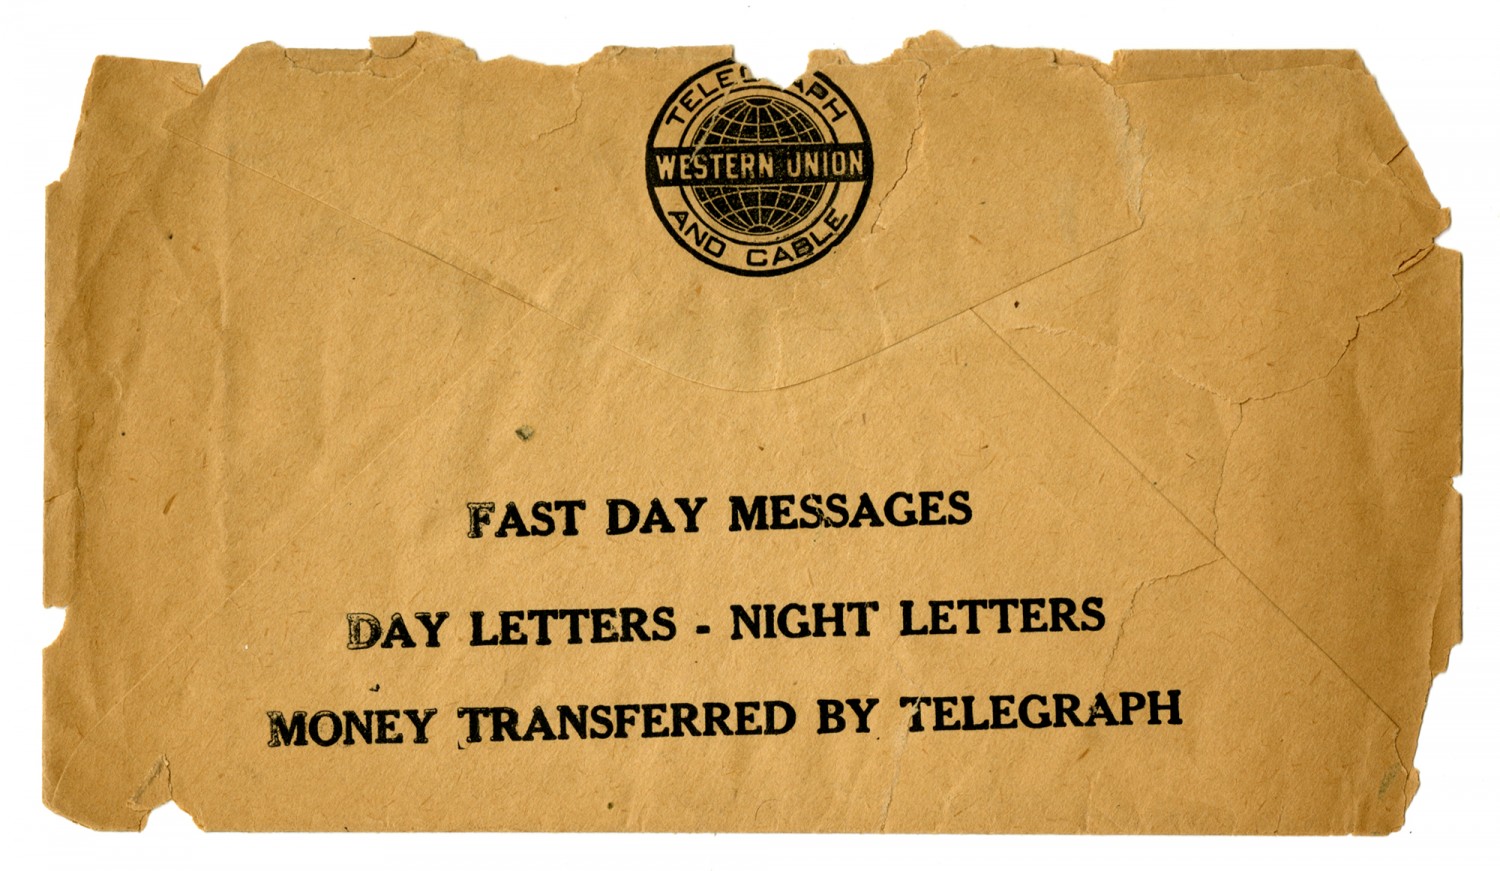 TELEGRAPH
WESTERN UNION
AND CABLE
FAST DAY MESSAGES
DAY LETTERS - NIGHT LETTERS
MONEY TRANSFERRED BY TELEGRAPH